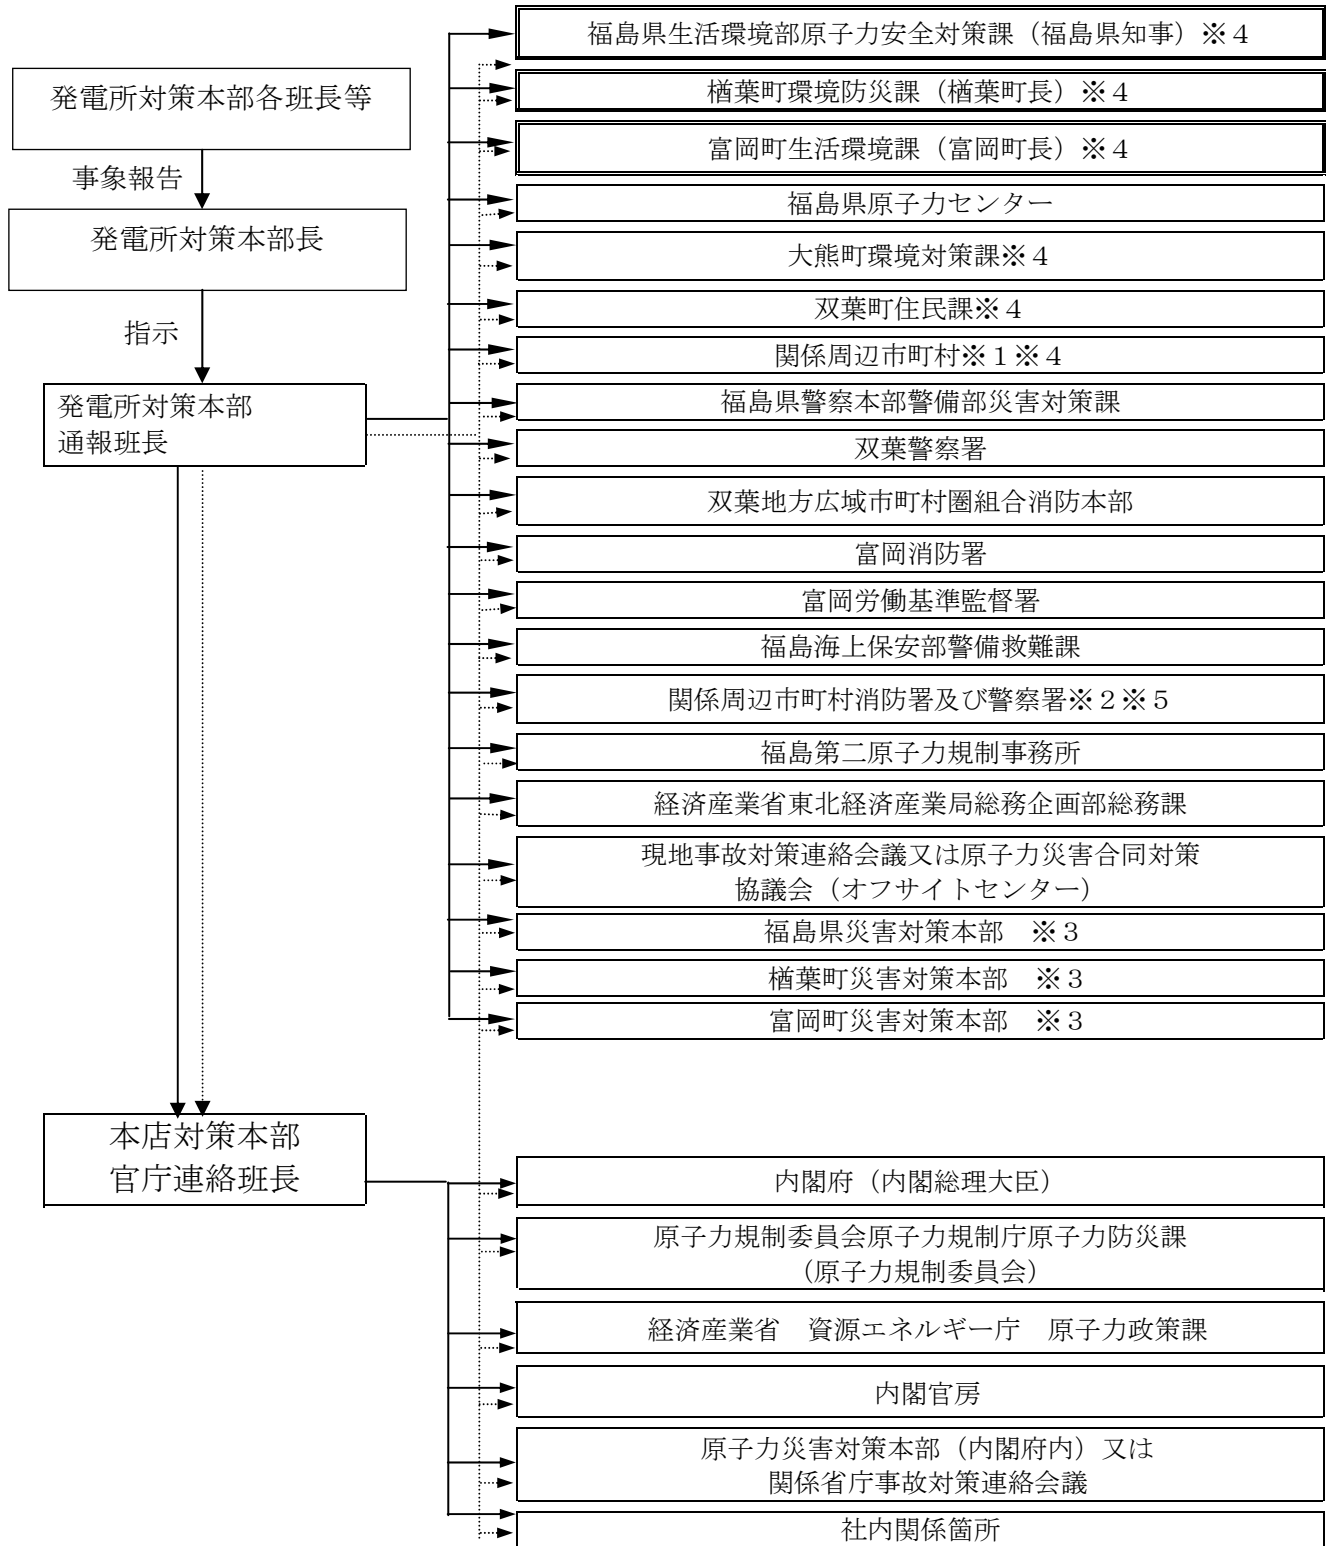 発電所対策本部各班長等
事象報告
発電所対策本部長
指示
発電所対策本部
通報班長
本店対策本部
官庁連絡班長
福島県生活環境部原子力安全対策課（福島県知事）※４
楢葉町環境防災課（楢葉町長）※４
富岡町生活環境課（富岡町長）※４
福島県原子力センター
大熊町環境対策課※４
双葉町住民課※４
関係周辺市町村※１※４
福島県警察本部警備部災害対策課
双葉警察署
双葉地方広域市町村圏組合消防本部
富岡消防署
富岡労働基準監督署
福島海上保安部警備救難課
関係周辺市町村消防署及び警察署※２※５
福島第二原子力規制事務所
経済産業省東北経済産業局総務企画部総務課
現地事故対策連絡会議又は原子力災害合同対策
協議会（オフサイトセンター）
福島県災害対策本部　※３
楢葉町災害対策本部　※３
富岡町災害対策本部　※３
内閣府（内閣総理大臣）
原子力規制委員会原子力規制庁原子力防災課
（原子力規制委員会）
経済産業省　資源エネルギー庁　原子力政策課
内閣官房
原子力災害対策本部（内閣府内）又は
関係省庁事故対策連絡会議
社内関係箇所